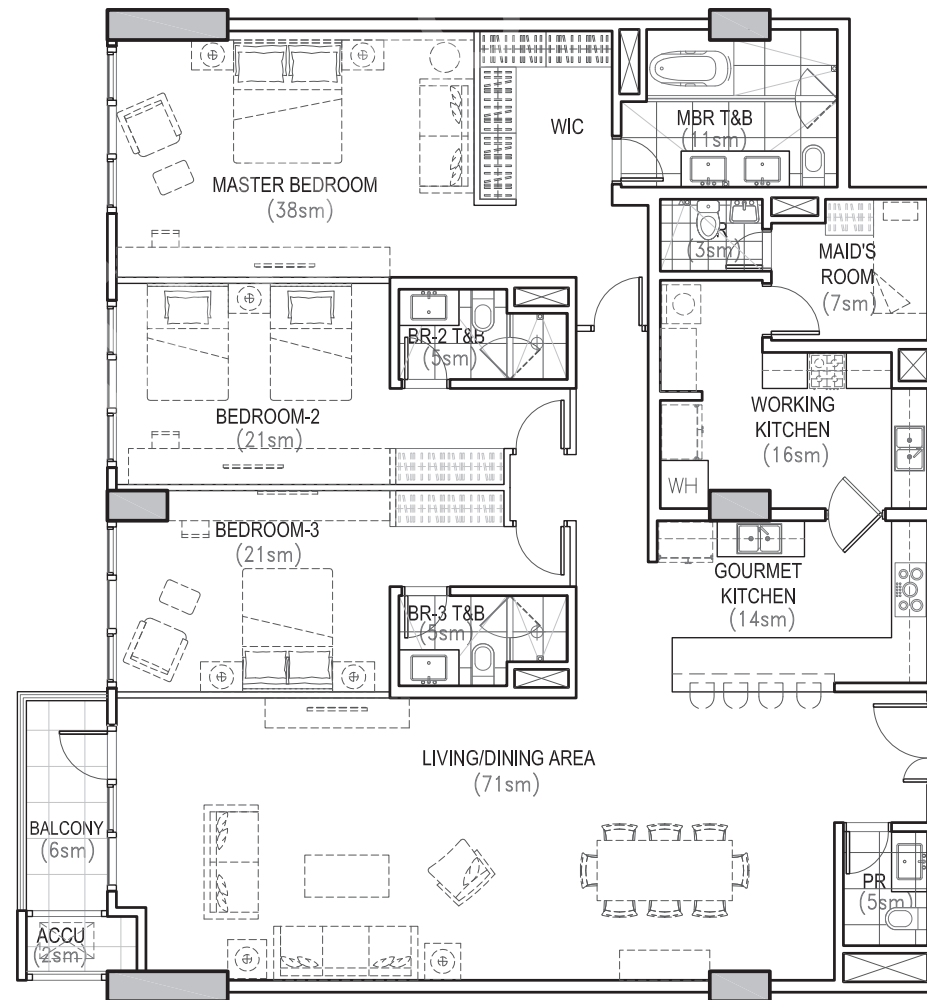 WIC
MBR T&B
(11sm)
MASTER BEDROOM
(38sm)
(3sm)
MAID'S
ROOM
(7sm)
BR-2 T&B
(5sm)
BEDROOM-2
(21sm)
WORKING
KITCHEN
(16sm)
WH
BEDROOM-3
(21sm)
GOURMET
KITCHEN
(14sm)
BR-3 T&B
(5sm)
LIVING/DINING AREA
(71sm)
BALCONY
(6sm)
PR
(5sm)
ACCU
(2sm)